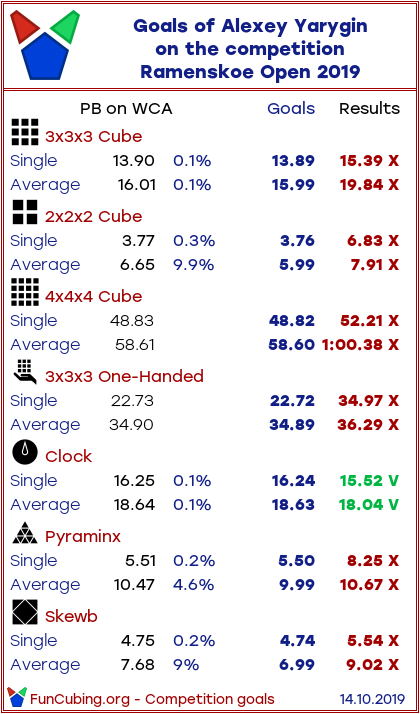 Goals of Alexey Yarygin
on the competition
Ramenskoe Open 2019
PB on WCA Goals Results
3x3x3 Cube
Single 13.90 0.1% 13.89 15.39 X
Average 16.01 0.1% 15.99 19.84 X
2x2x2 Cube
Single 3.77 0.3% 3.76 6.83 X
Average 6.65 9.9% 5.99 7.91 X
4x4x4 Cube
Single 48.83 48.82 52.21 X
Average 58.61 58.60 1:00.38 X
3x3x3 One-Handed
Single 22.73 22.72 34.97 X
Average 34.90 34.89 36.29 X
Clock
Single 16.25 0.1% 16.24 15.52 V
Average 18.64 0.1% 18.63 18.04 V
Pyraminx
Single 5.51 0.2% 5.50 8.25 X
Average 10.47 4.6% 9.99 10.67 X
Skewb
Single 4.75 0.2% 4.74 5.54 X
Average 7.68 9% 6.99 9.02 X
FunCubing.org - Competition goals 14.10.2019